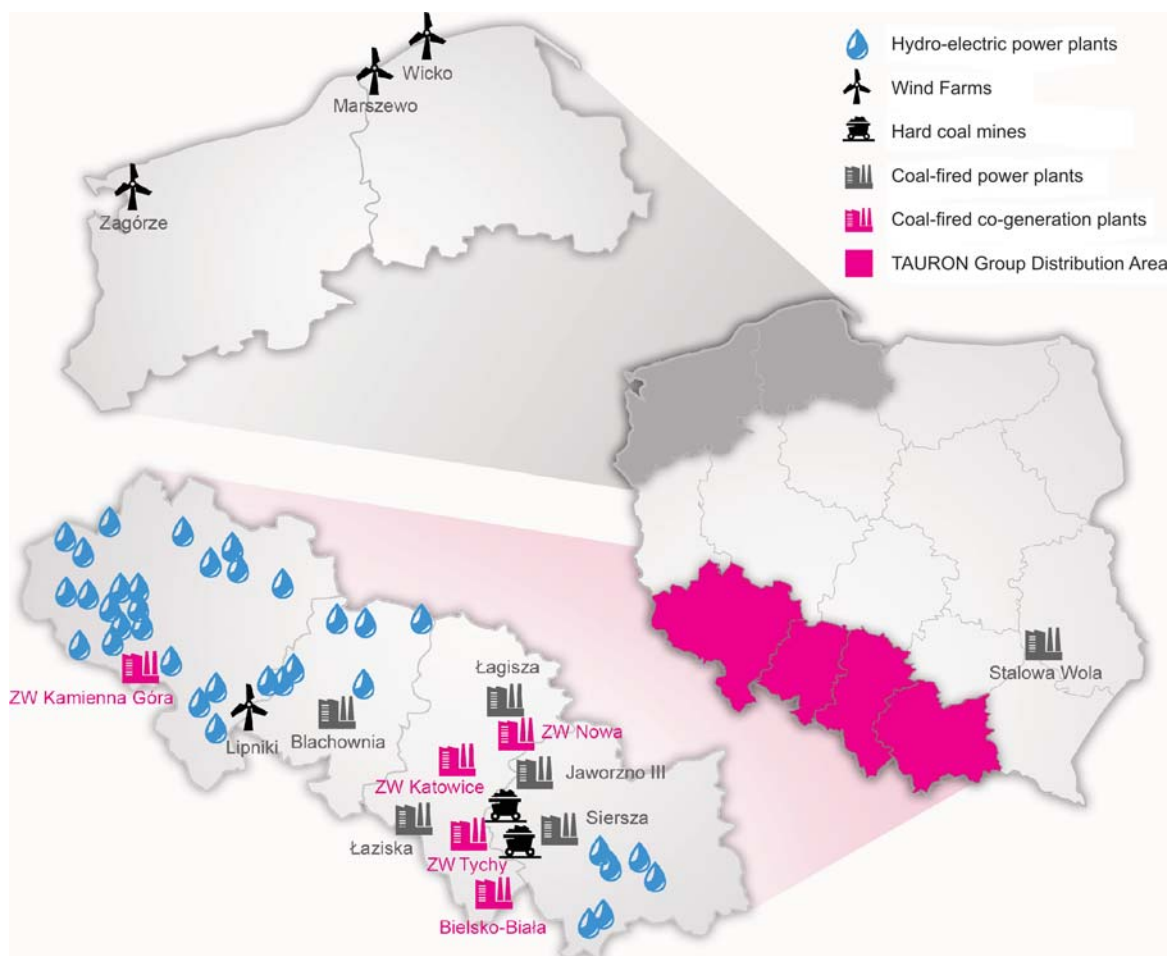 Wicko
Marszewo
Zagórze
Hydro-electric power plants
Wind Farms
Hard coal mines
Coal-fired power plants
Coal-fired co-generation plants
TAURON Group Distribution Area
Stalowa Wola
Łagisza
ZW Kamienna Góra
ZW Nowa
Lipniki
Blachownia
ZW Katowice
Jaworzno III
Siersza
Łaziska
ZW Tychy
Bielsko-Biała